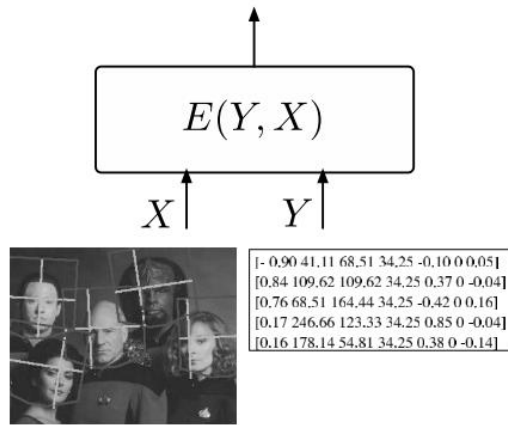 E(Y, X)
X Y
[- 0.90 41.11 68.51 34.25 -0.10 0 0.05]
[0.84 109.62 109.62 34.25 0.37 0 -0.04]
[0.76 68.51 164.44 34.25 -0.42 0 0.16]
[0.17 246.66 123.33 34.25 0.85 0 -0.04]
[0.16 178.14 54.81 34.25 0.38 0 -0.14]